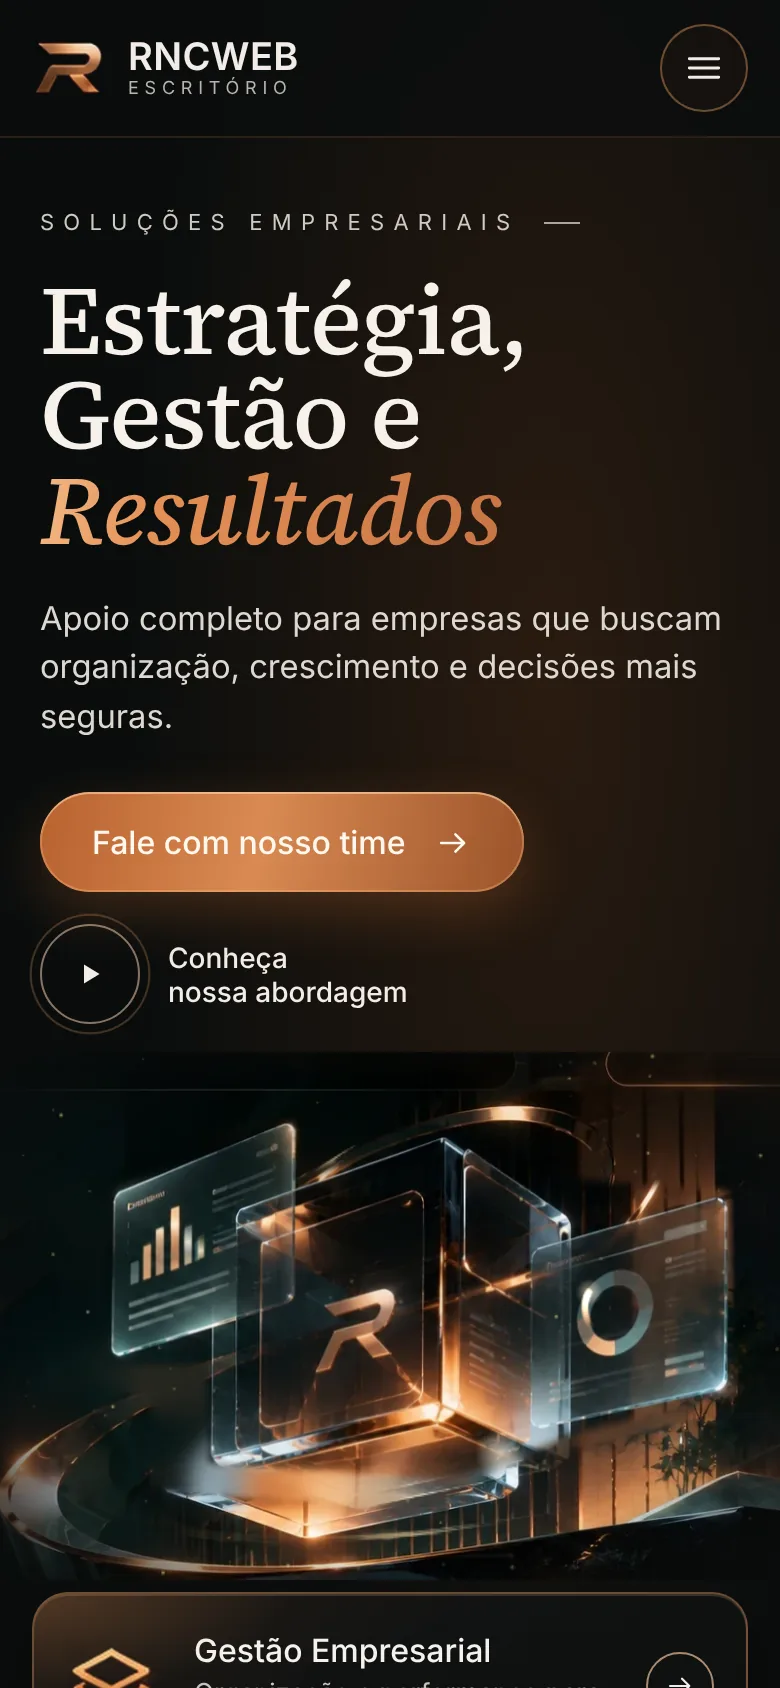 RNCWEB
ESCRITÓRIO
SOLUÇÕES EMPRESARIAIS
Estratégia,
Gestão e
Resultados
Apoio completo para empresas que buscam
organização, crescimento e decisões mais
seguras.
Fale com nosso time
Conheça
nossa abordagem
Gestão Empresarial